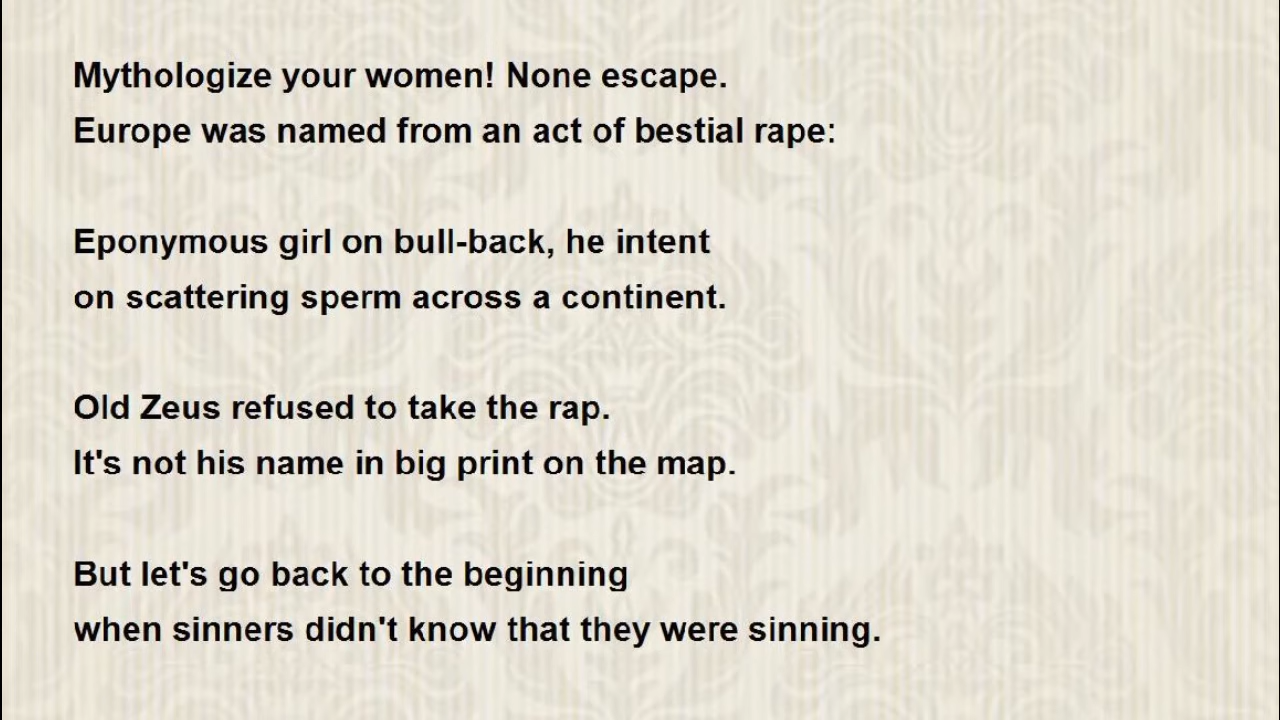 Mythologize your women! None escape.
Europe was named from an act of bestial rape:
Eponymous girl on bull-back, he intent
on scattering sperm across a continent.
Old Zeus refused to take the rap.
It's not his name in big print on the map.
But let's go back to the beginning
when sinners didn't know that they were sinning.